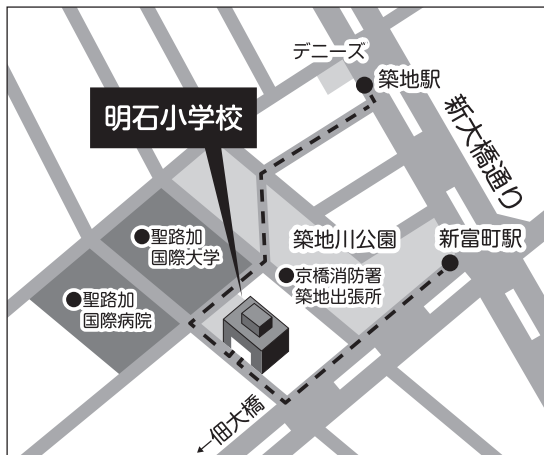 デニーズ
築地駅
明石小学校
新大橋通り
聖路加
国際大学
築地川公園
新富町駅
京橋消防署
築地出張所
聖路加
国際病院
←佃大橋